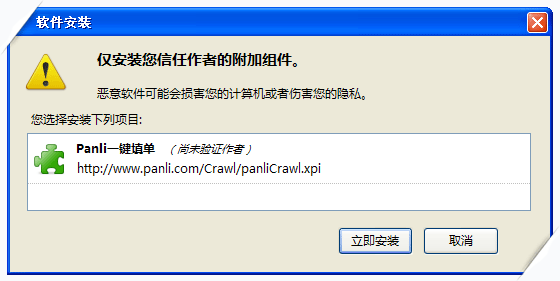 软件安装
仅安装您信任作者的附加组件。
恶意软件可能会损害您的计算机或者伤害您的隐私。
您选择安装下列项目:
Panli一键填单 （尚未验证作者）
http://www.panli.com/Crawl/panliCrawl.xpi
立即安装 取消